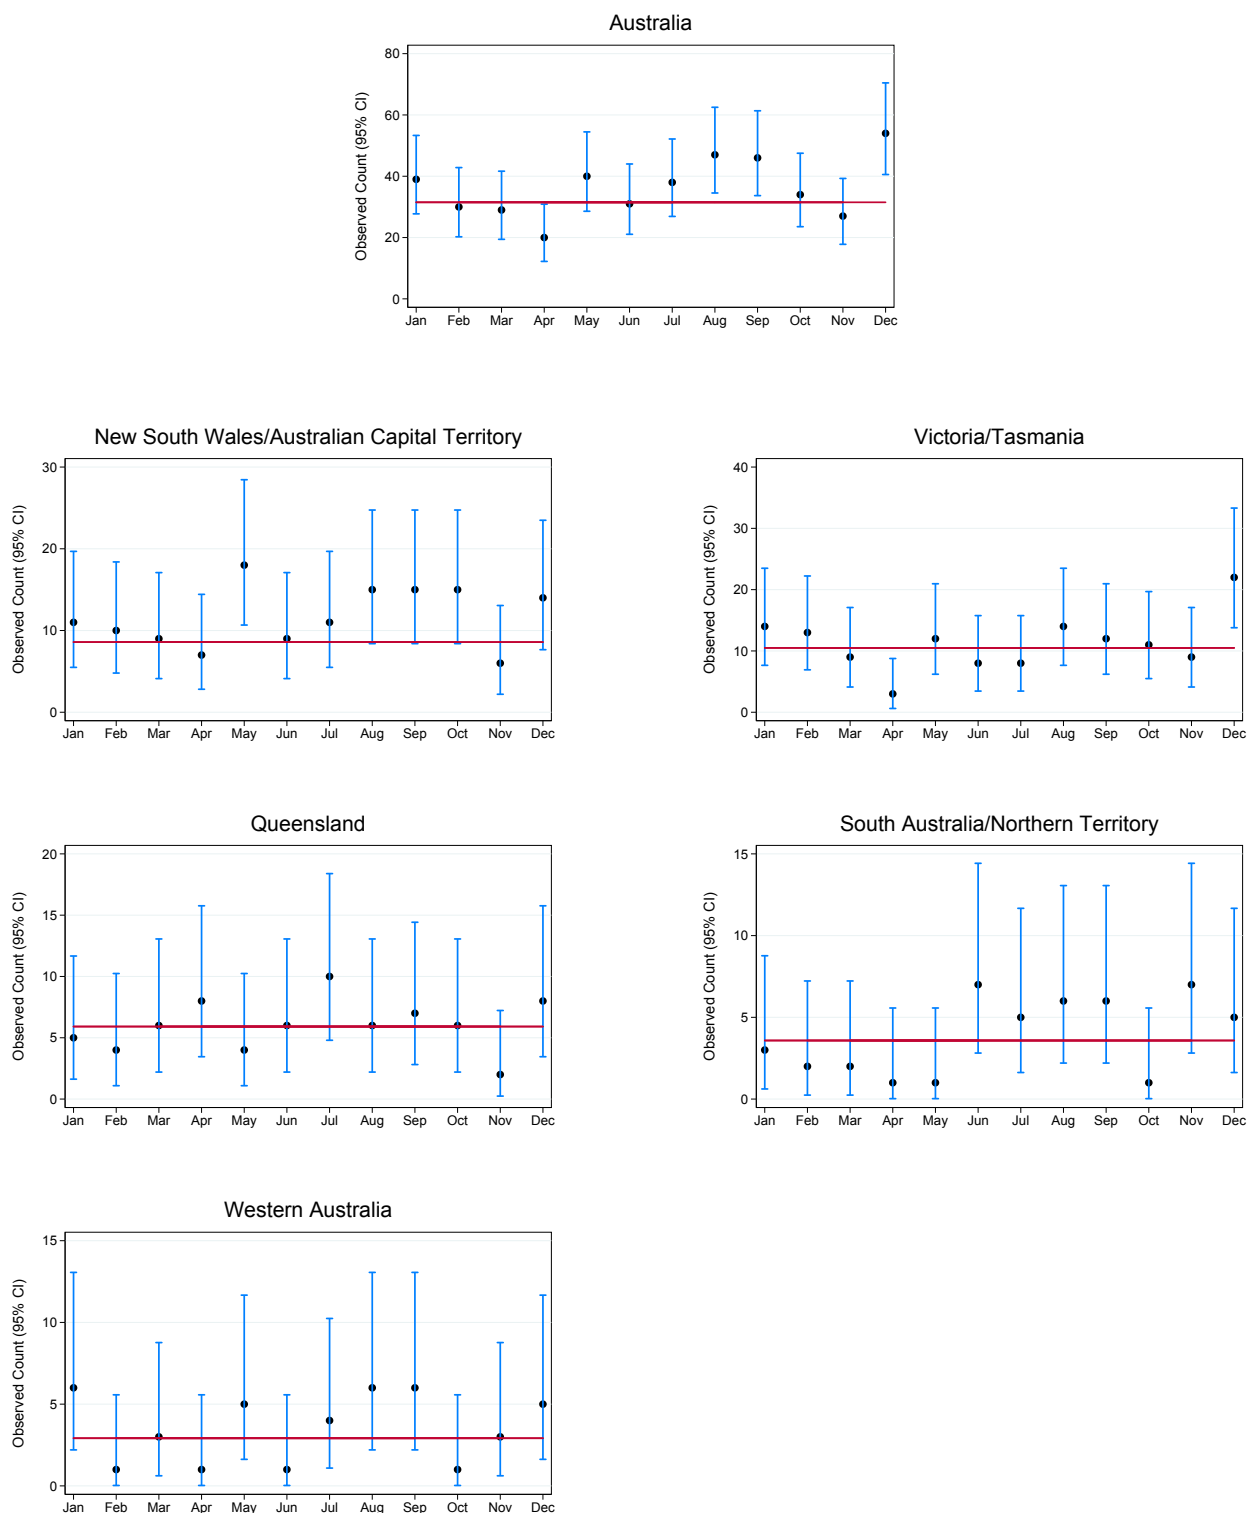 Australia
Observed Count (95% CI)
80
60
40
20
0
Jan Feb Mar Apr May Jun Jul Aug Sep Oct Nov Dec
New South Wales/Australian Capital Territory
Observed Count (95% CI)
30
20
10
0
Jan Feb Mar Apr May Jun Jul Aug Sep Oct Nov Dec
Victoria/Tasmania
Observed Count (95% CI)
40
30
20
10
0
Jan Feb Mar Apr May Jun Jul Aug Sep Oct Nov Dec
Queensland
Observed Count (95% CI)
20
15
10
5
0
Jan Feb Mar Apr May Jun Jul Aug Sep Oct Nov Dec
South Australia/Northern Territory
Observed Count (95% CI)
15
10
5
0
Jan Feb Mar Apr May Jun Jul Aug Sep Oct Nov Dec
Western Australia
Observed Count (95% CI)
15
10
5
0
Jan Feb Mar Apr May Jun Jul Aug Sep Oct Nov Dec